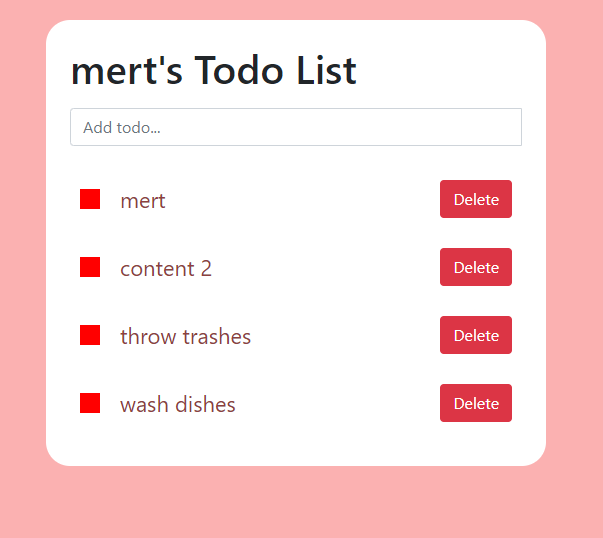 mert's Todo List
Add todo...
mert Delete
content 2 Delete
throw trashes Delete
wash dishes Delete